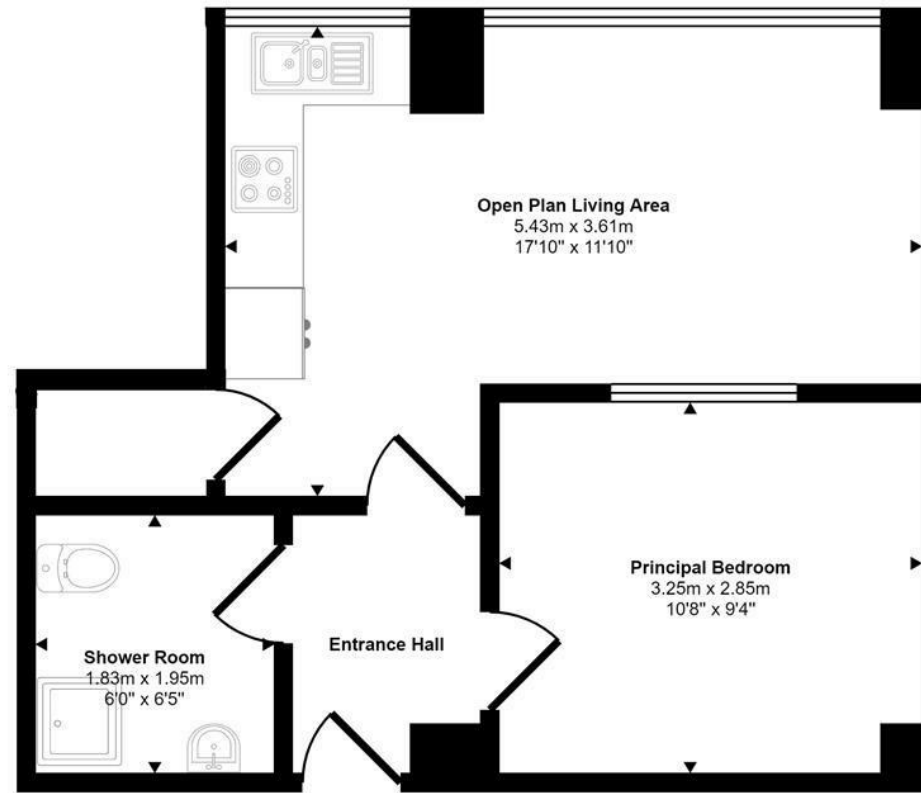 Open Plan Living Area
5.43m x 3.61m
17'10" x 11'10"
Principal Bedroom
3.25m x 2.85m
10'8" x 9'4"
Shower Room
1.83m x 1.95m
6'0" x 6'5"
Entrance Hall